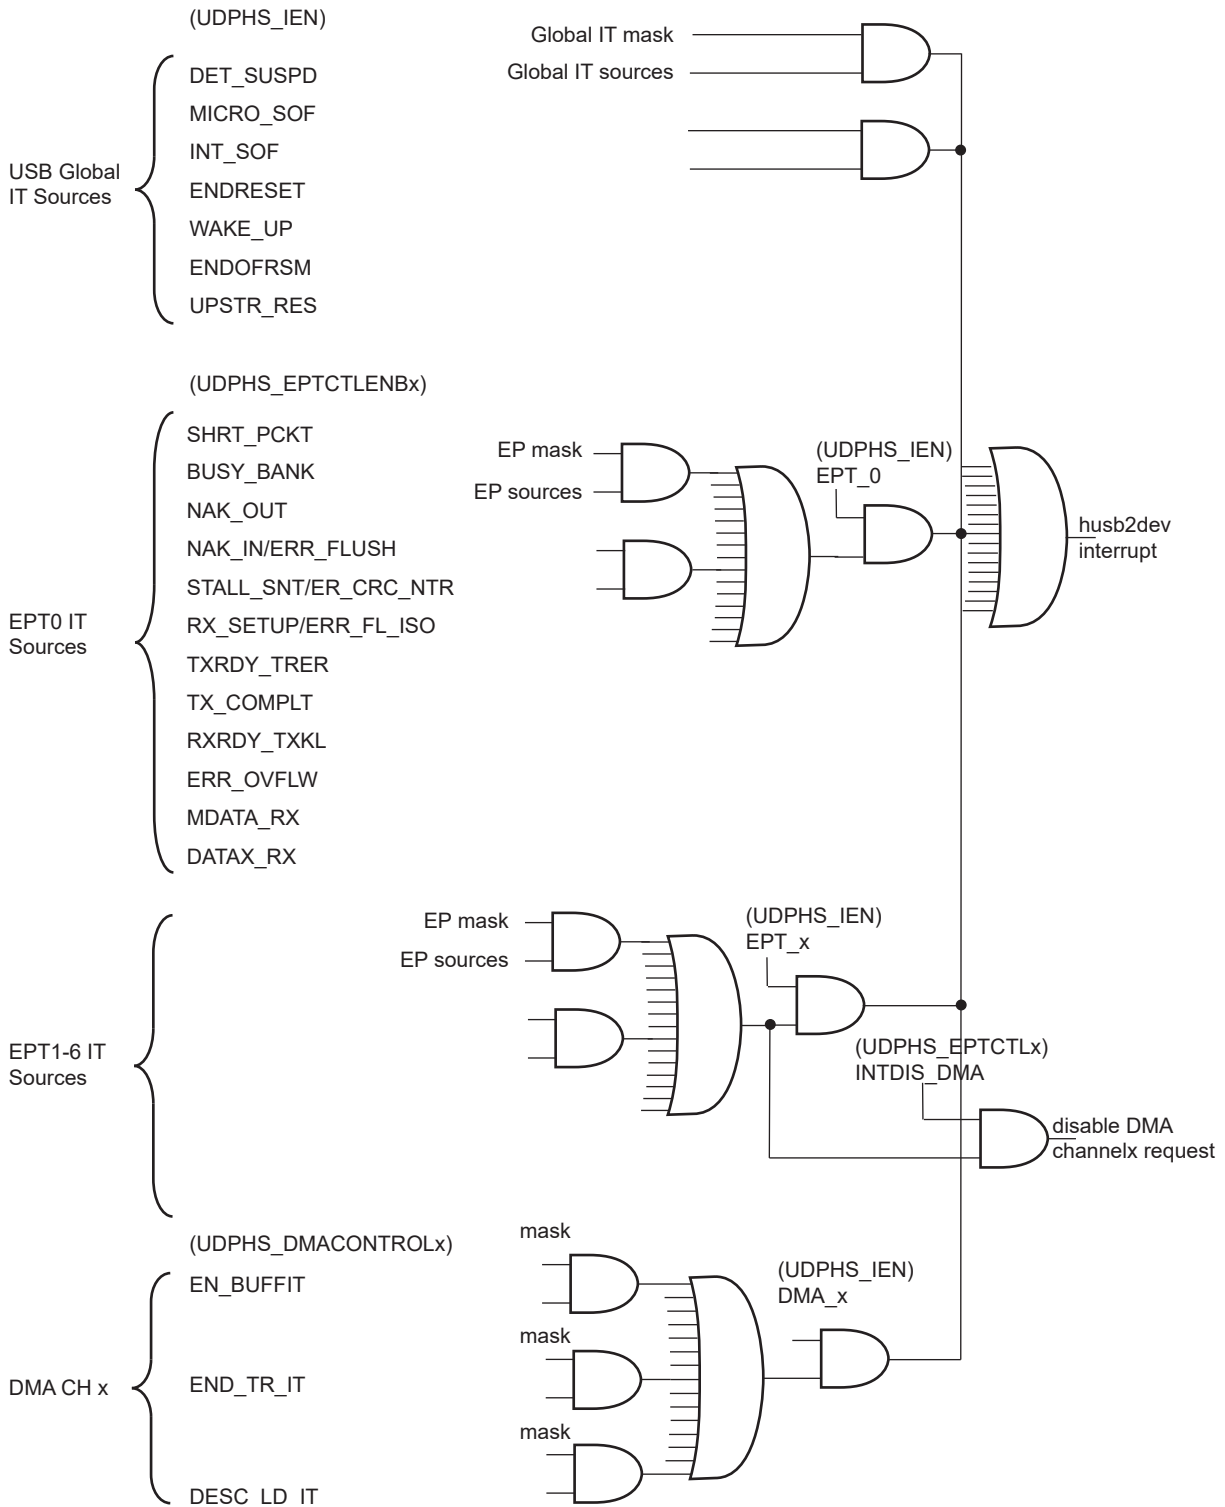 (UDPHS_IEN)
Global IT mask
Global IT sources
DET_SUSPD
MICRO_SOF
INT_SOF
USB Global
IT Sources
ENDRESET
WAKE_UP
ENDOFRSM
UPSTR_RES
(UDPHS_EPTCTLENBx)
SHRT_PCKT
BUSY_BANK
NAK_OUT
NAK_IN/ERR_FLUSH
STALL_SNT/ER_CRC_NTR
EPT0 IT
Sources
RX_SETUP/ERR_FL_ISO
TXRDY_TRER
TX_COMPLT
RXRDY_TXKL
ERR_OVFLW
MDATA_RX
DATAX_RX
EP mask
EP sources
(UDPHS_IEN)
EPT_0
husb2dev
interrupt
EP mask
EP sources
(UDPHS_IEN)
EPT_x
EPT1-6 IT
Sources
(UDPHS_EPTCTLx)
INTDIS_DMA
disable DMA
channelx request
(UDPHS_DMACONTROLx)
mask
EN_BUFFIT
(UDPHS_IEN)
DMA_x
mask
DMA CH x
END_TR_IT
mask
DESC_LD_IT